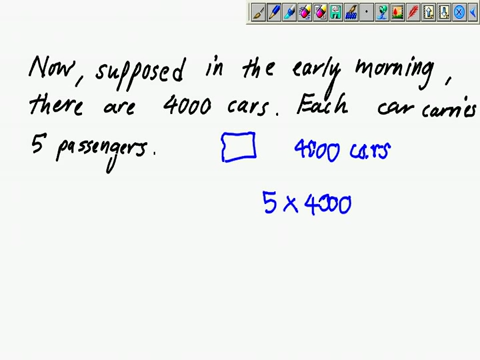 Now, supposed in the early morning,
there are 4000 cars. Each car carries
5 passengers. 4000 cars
5 × 4000